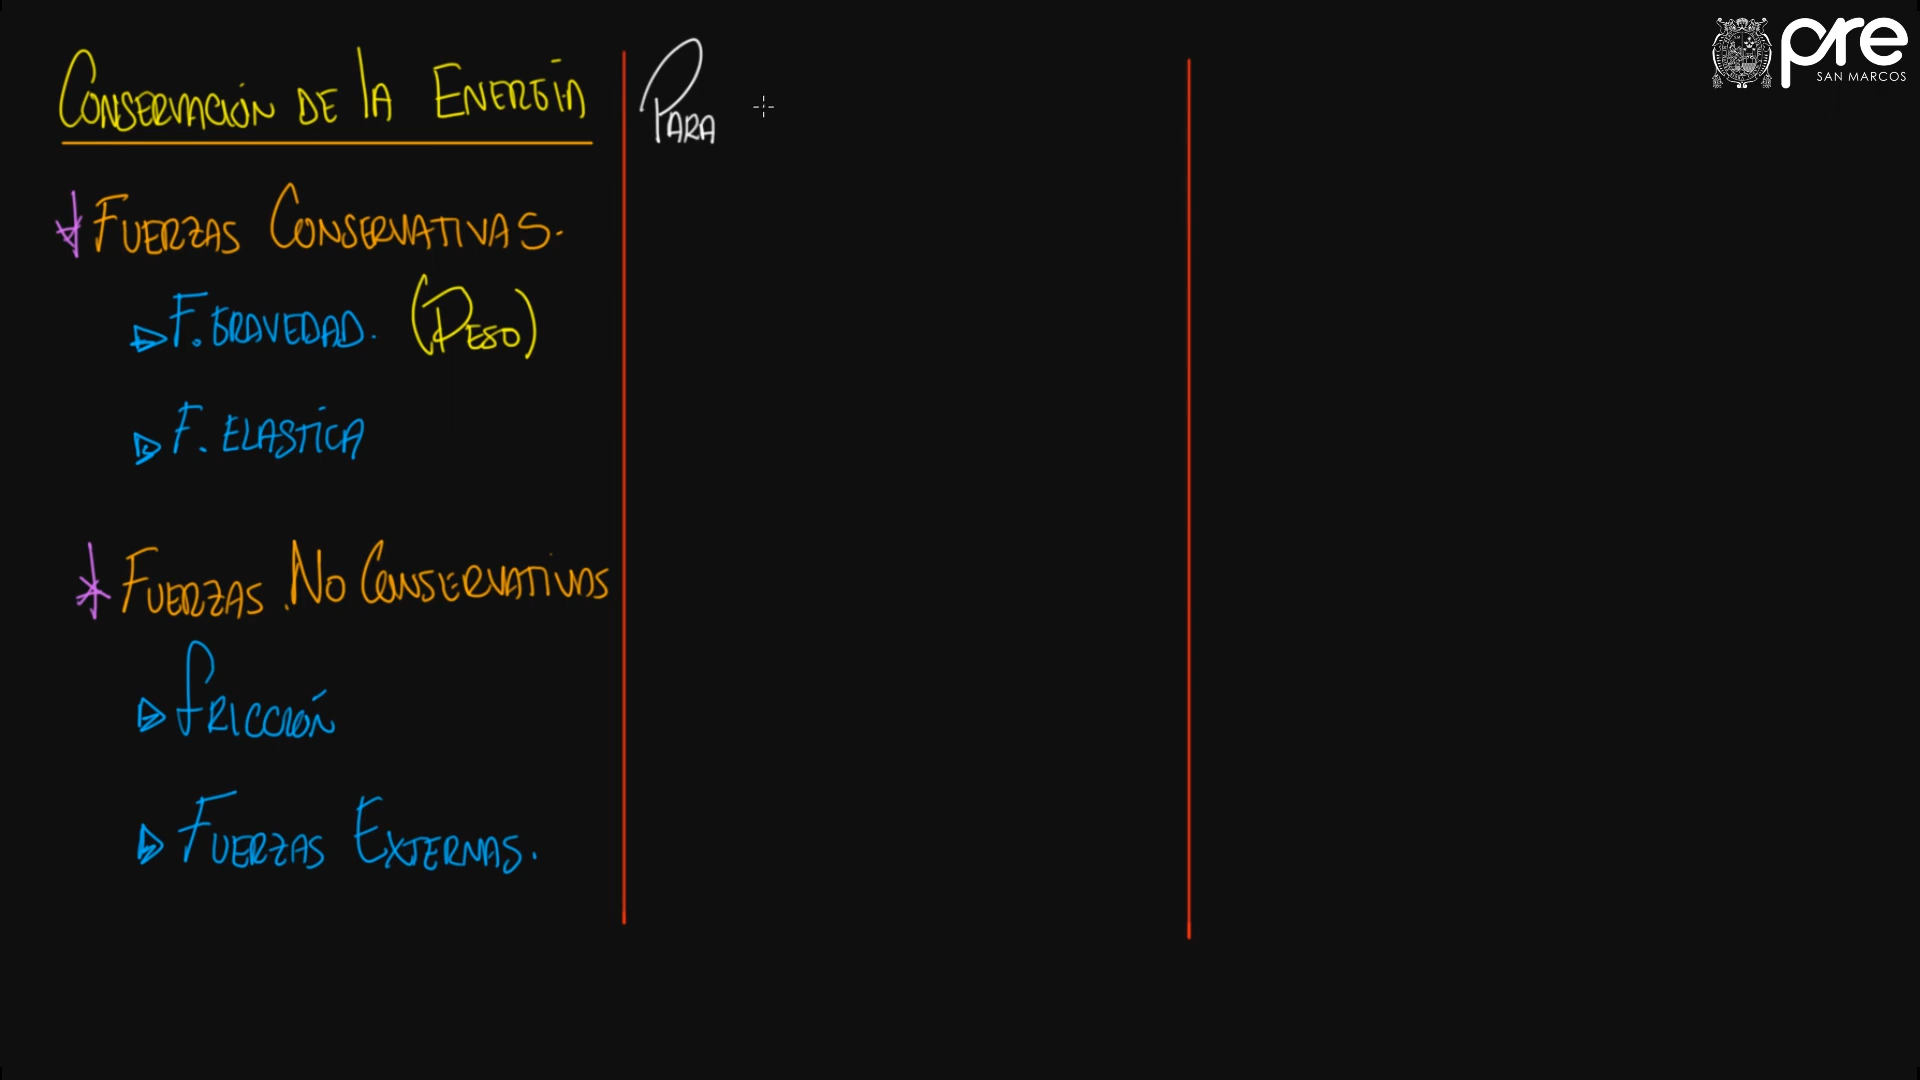 CONSERVACIÓN DE LA ENERGÍA
FUERZAS CONSERVATIVAS.
F. GRAVEDAD. (PESO)
F. ELASTICA
FUERZAS NO CONSERVATIVAS
FRICCIÓN
FUERZAS EXTERNAS.
PARA
pre
SAN MARCOS